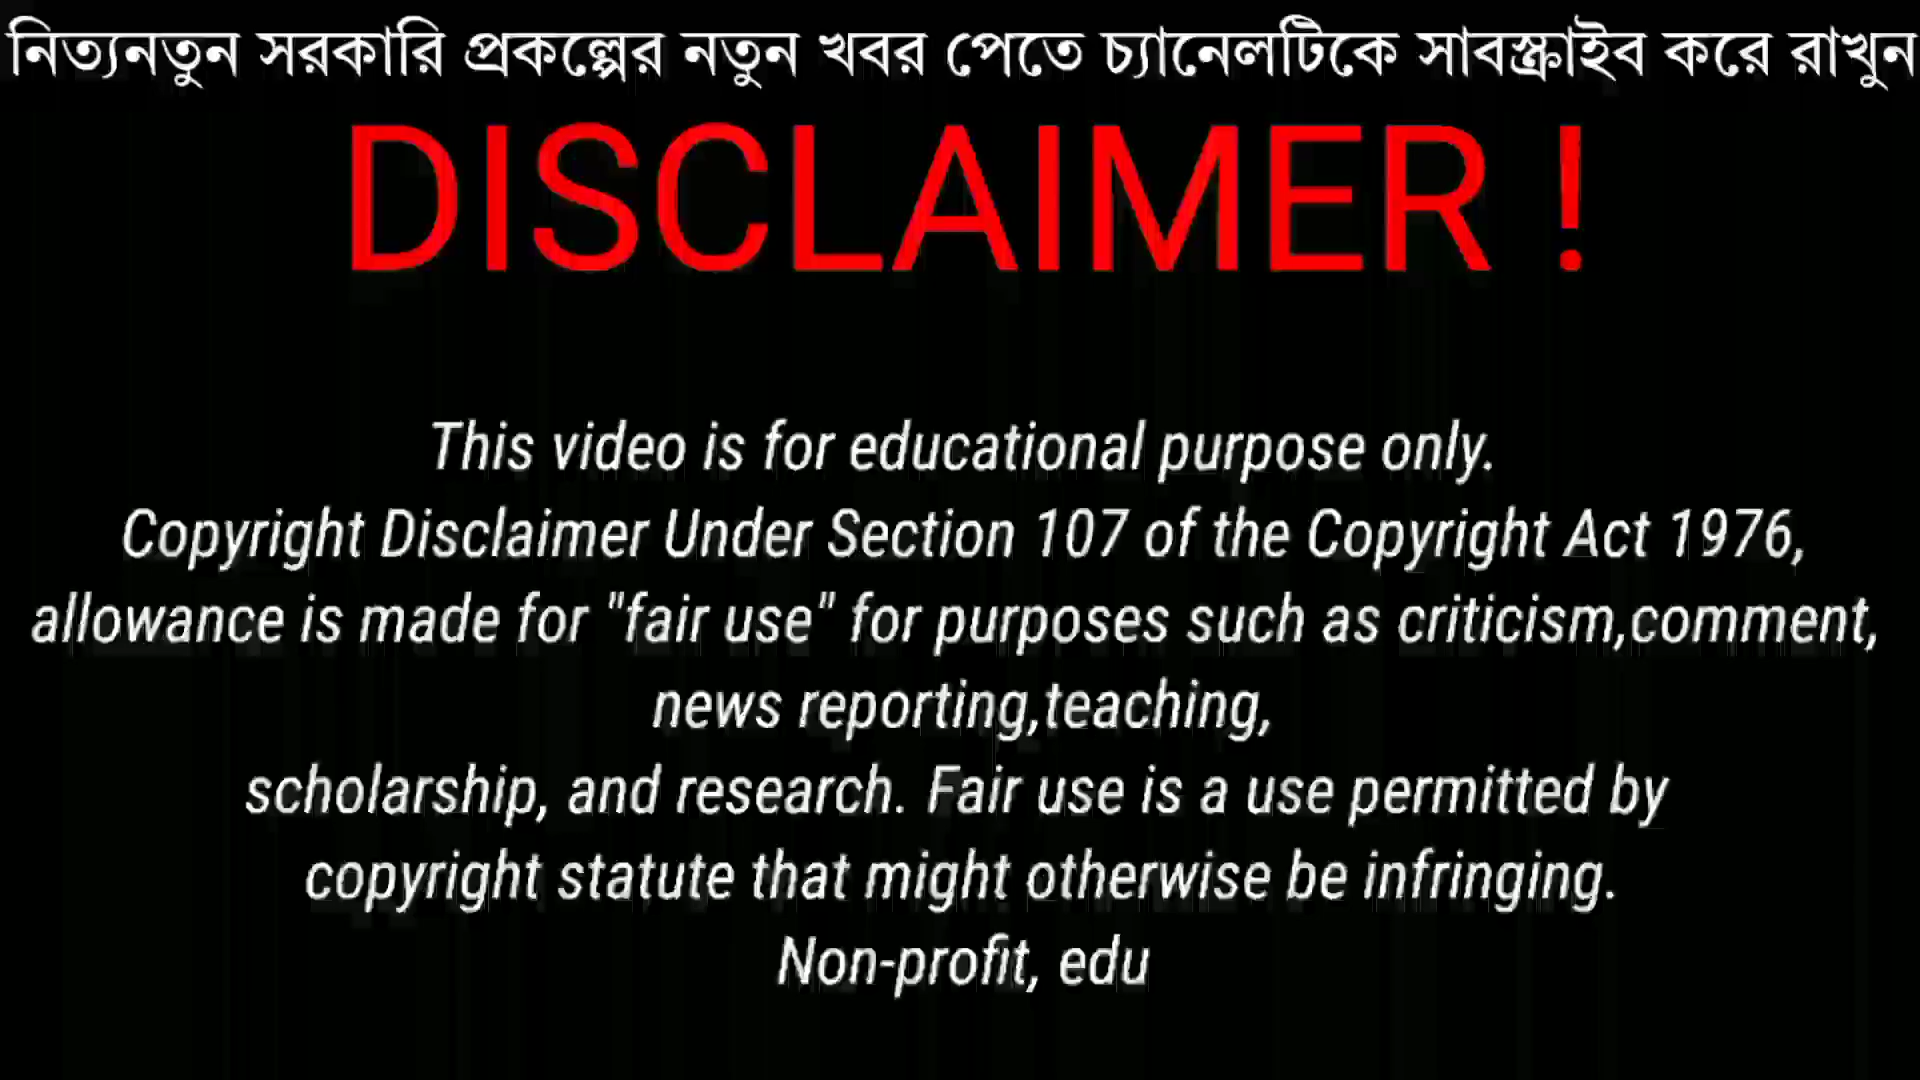 নিত্যনতুন সরকারি প্রকল্পের নতুন খবর পেতে চ্যানেলটিকে সাবস্ক্রাইব করে রাখুন
DISCLAIMER !
This video is for educational purpose only.
Copyright Disclaimer Under Section 107 of the Copyright Act 1976,
allowance is made for "fair use" for purposes such as criticism,comment,
news reporting,teaching,
scholarship, and research. Fair use is a use permitted by
copyright statute that might otherwise be infringing.
Non-profit, edu